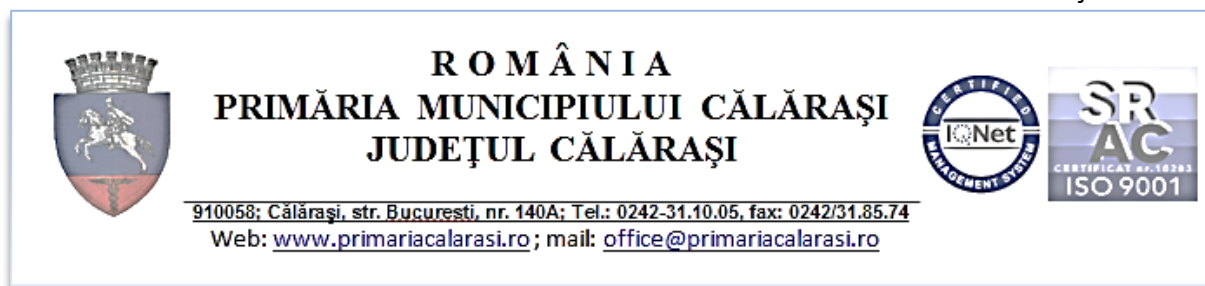 R O M Â N I A
PRIMĂRIA MUNICIPIULUI CĂLĂRAŞI
JUDEŢUL CĂLĂRAŞI
910058; Călăraşi, str. Bucureşti, nr. 140A; Tel.: 0242-31.10.05, fax: 0242/31.85.74
Web: www.primariacalarasi.ro; mail: office@primariacalarasi.ro
CERTIFIED
IQNet
MANAGEMENT SYSTEM
SR
AC
ISO 9001